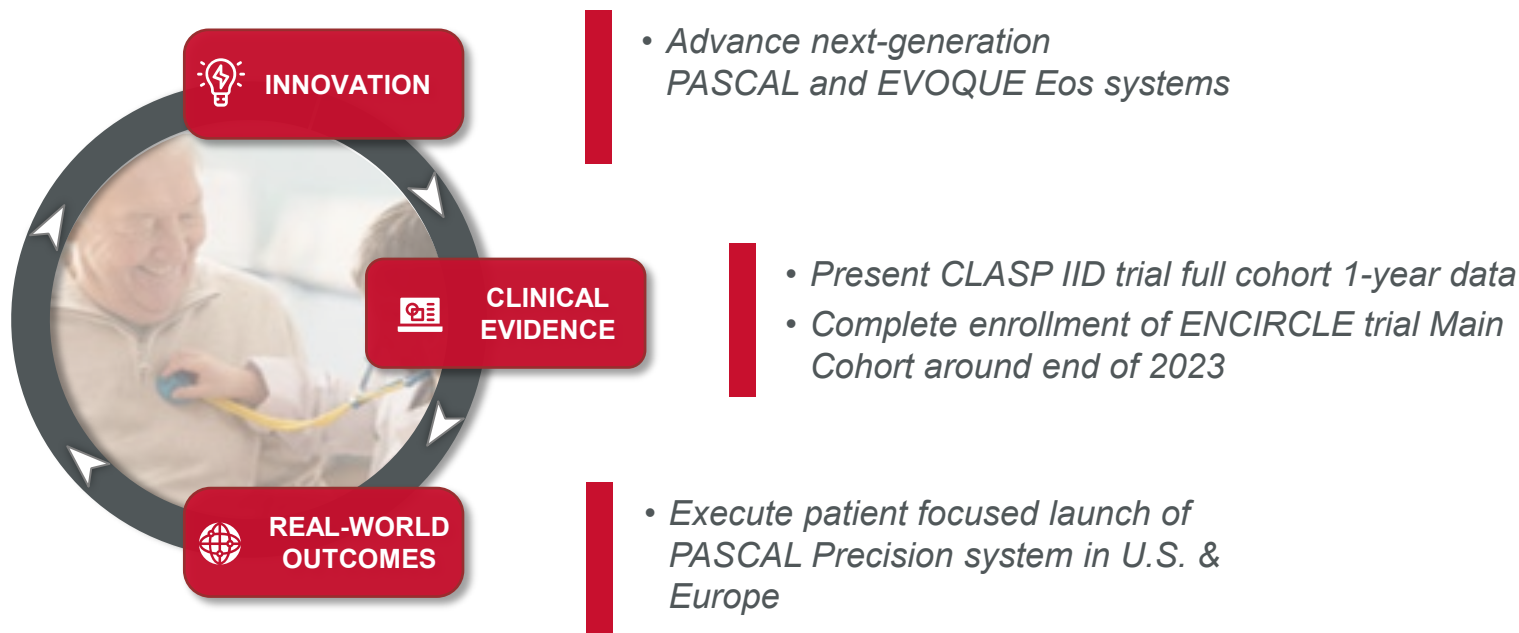 INNOVATION
• Advance next-generation
PASCAL and EVOQUE Eos systems
CLINICAL
EVIDENCE
• Present CLASP IID trial full cohort 1-year data
• Complete enrollment of ENCIRCLE trial Main
Cohort around end of 2023
REAL-WORLD
OUTCOMES
• Execute patient focused launch of
PASCAL Precision system in U.S. &
Europe